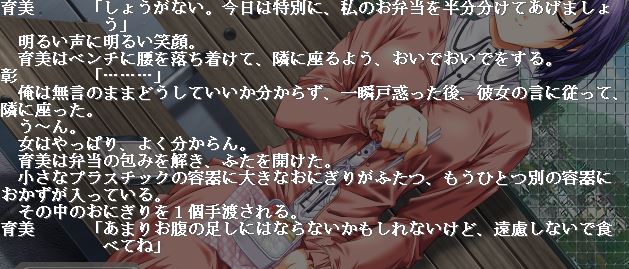 育美　　「しょうがない。今日は特別に、私のお弁当を半分分けてあげましょ
う」
明るい声に明るい笑顔。
育美はベンチに腰を落ち着けて、隣に座るよう、おいでおいでをする。
彰　　　「………」
俺は無言のままどうしていいか分からず、一瞬戸惑った後、彼女の言に従って、
隣に座った。
う～ん。
女はやっぱり、よく分からん。
育美は弁当の包みを解き、ふたを開けた。
小さなプラスチックの容器に大きなおにぎりがふたつ、もうひとつ別の容器に
おかずが入っている。
その中のおにぎりを１個手渡される。
育美　　「あまりお腹の足しにはならないかもしれないけど、遠慮しないで食
べてね」